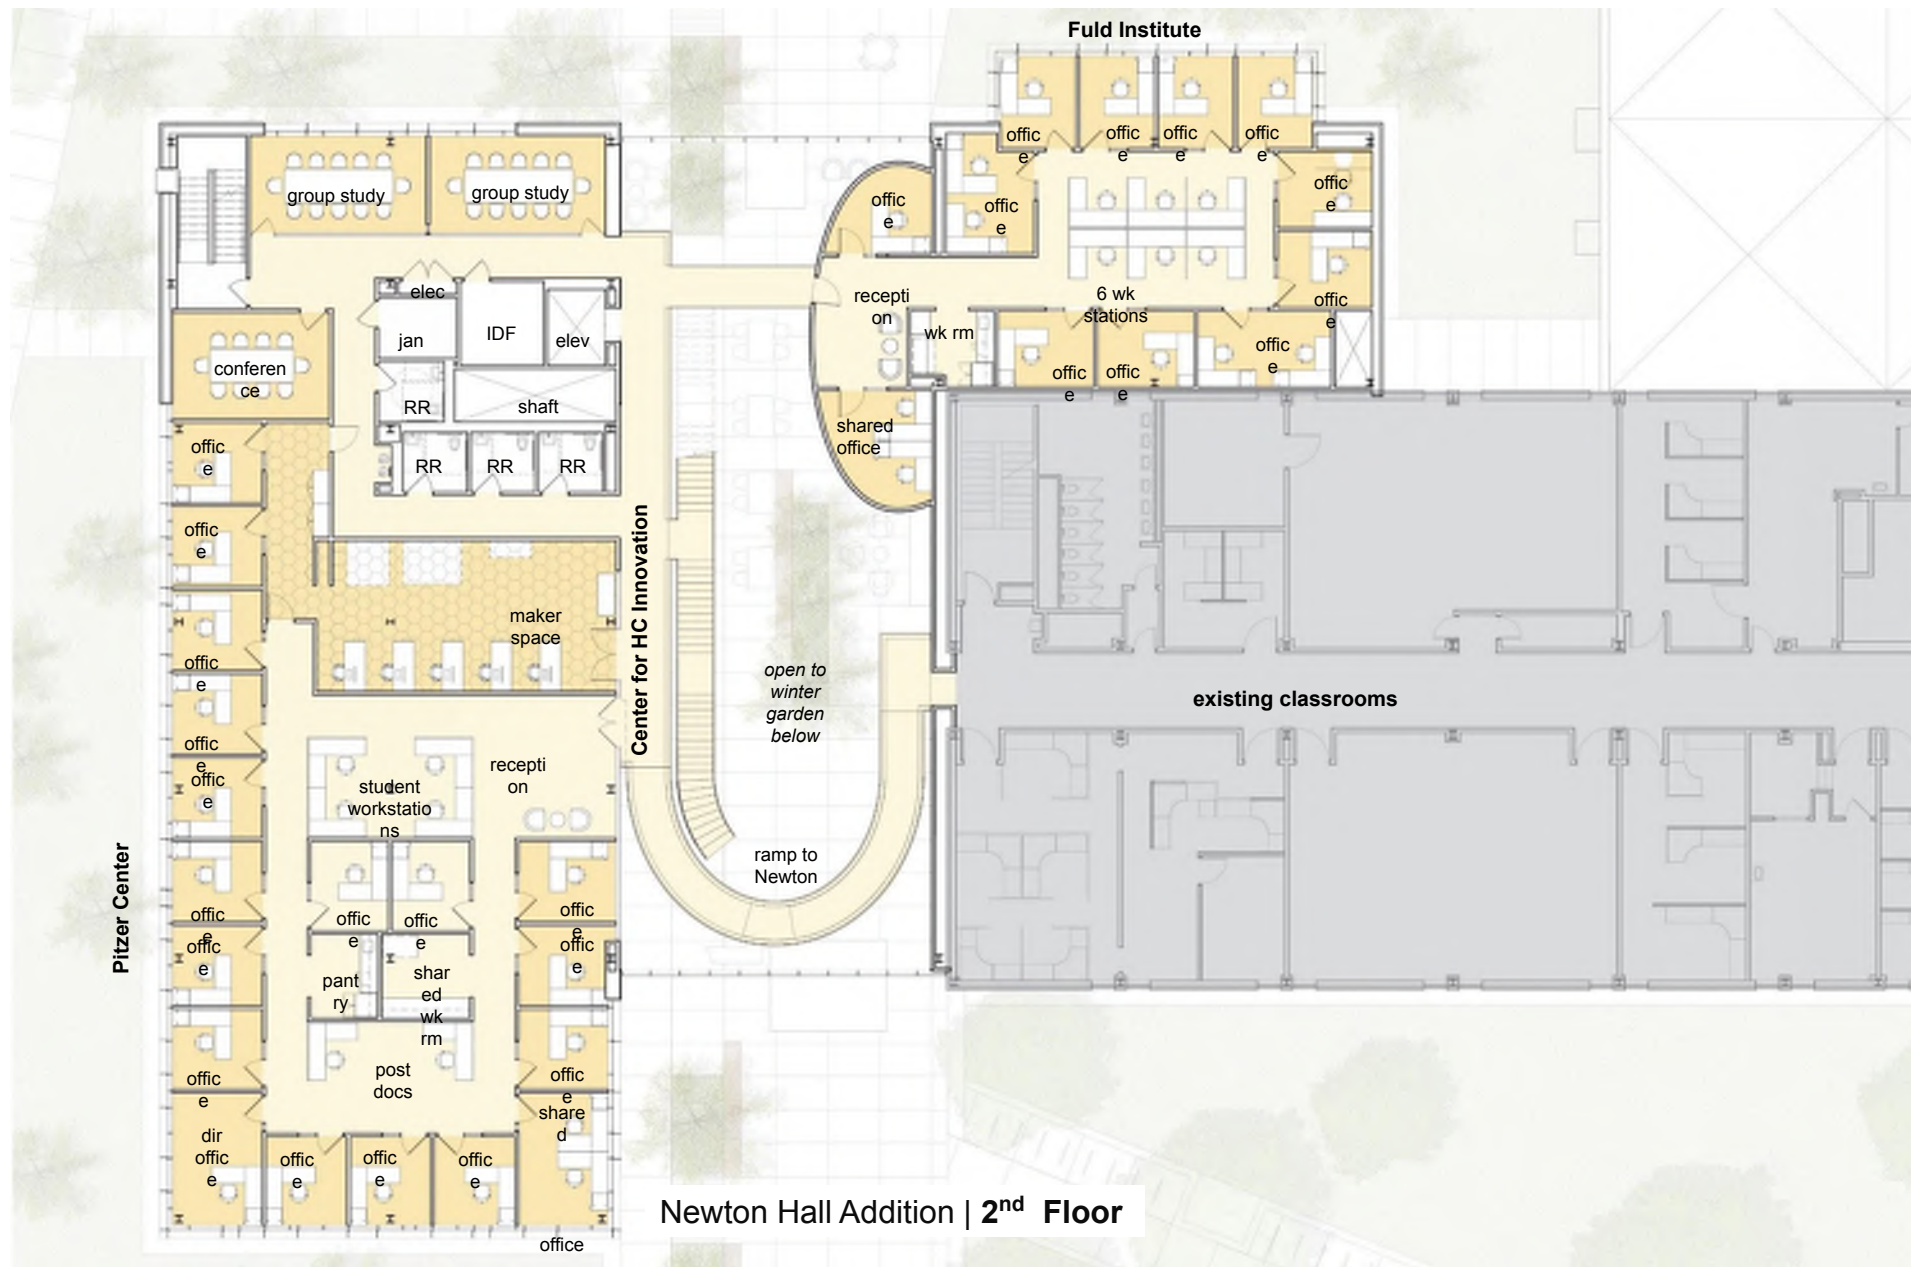 Fuld Institute
offic
e
offic
e
offic
e
offic
e
group study
group study
offic
e
offic
e
offic
e
elec
recepti
on
6 wk
stations
offic
e
jan
IDF
elev
wk rm
offic
e
conferen
ce
offic
e
offic
e
RR
shaft
shared
office
offic
e
RR
RR
RR
offic
e
Center for HC Innovation
maker
space
offic
e
open to
winter
garden
below
existing classrooms
offic
e
recepti
on
offic
e
student
workstatio
ns
ramp to
Newton
Pitzer Center
offic
e
offic
e
offic
e
offic
e
offic
e
offic
e
pant
ry
shar
ed
wk
rm
post
docs
offic
e
offic
e
share
d
dir
offic
e
offic
e
offic
e
offic
e
office
Newton Hall Addition | 2nd Floor